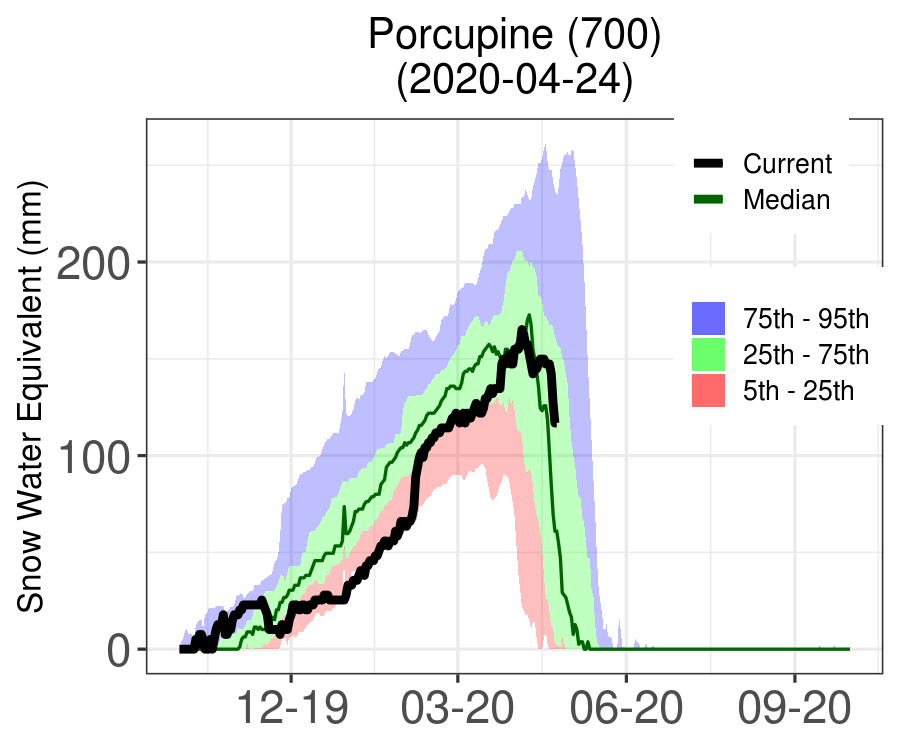 Porcupine (700)
(2020-04-24)
Snow Water Equivalent (mm)
200
100
0
12-19
03-20
06-20
09-20
Current
Median
75th - 95th
25th - 75th
5th - 25th